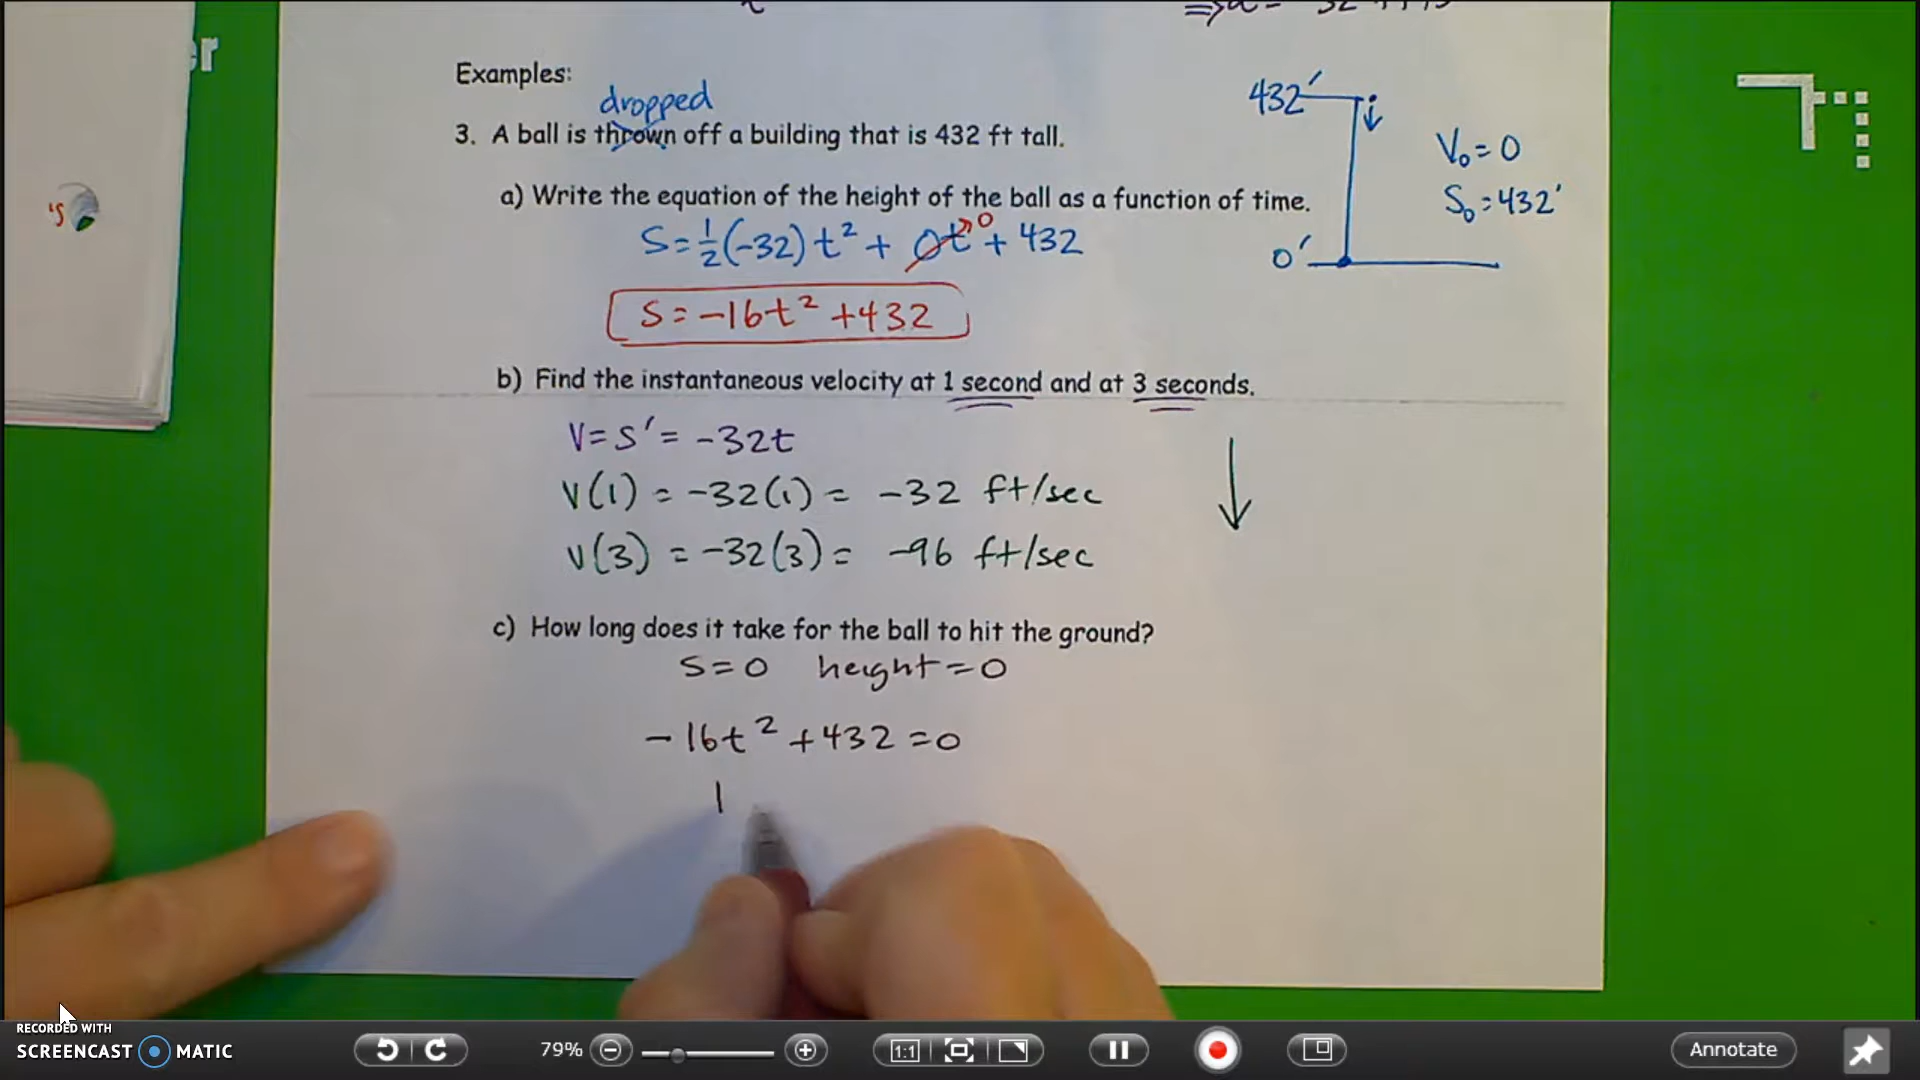 Examples:
dropped
3. A ball is thrown off a building that is 432 ft tall.
432'
V₀ = 0
S₀ = 432'
0'
a) Write the equation of the height of the ball as a function of time.
S = 1/2 (-32) t² + 0t + 432
0
S = -16t² + 432
b) Find the instantaneous velocity at 1 second and at 3 seconds.
V = S' = -32t
V(1) = -32(1) = -32 ft/sec
V(3) = -32(3) = -96 ft/sec
c) How long does it take for the ball to hit the ground?
S = 0 height = 0
-16t² + 432 = 0
1
RECORDED WITH
SCREENCAST MATIC
79%
1:1
Annotate